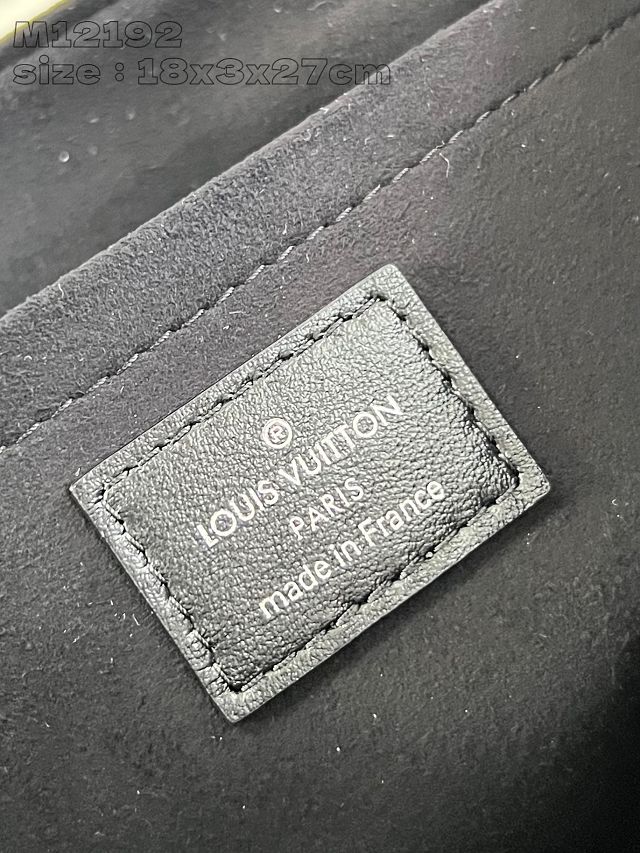 M12192
size : 18x3x27cm
®
LOUIS VUITTON
PARIS
made in France